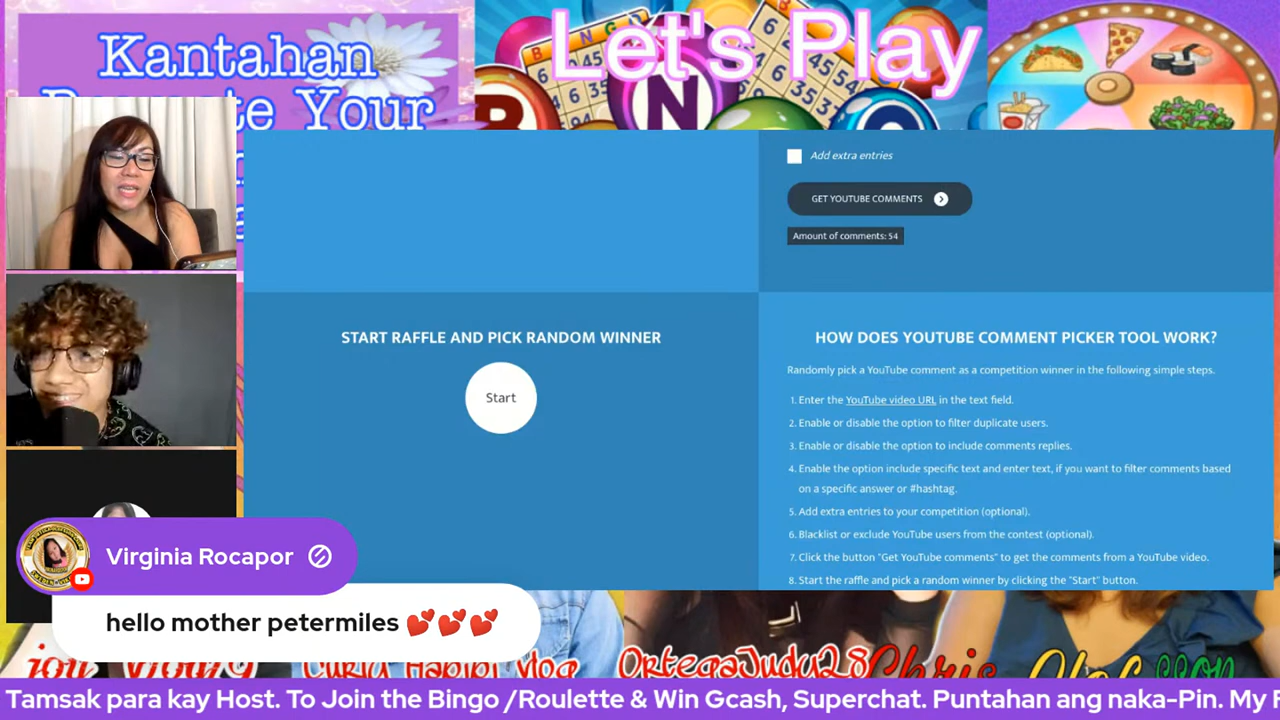 Kantahan
Let's Play
te Your
B I N G
N
Add extra entries
GET YOUTUBE COMMENTS
Amount of comments: 54
START RAFFLE AND PICK RANDOM WINNER
Start
HOW DOES YOUTUBE COMMENT PICKER TOOL WORK?
Randomly pick a YouTube comment as a competition winner in the following simple steps.
1. Enter the YouTube video URL in the text field.
2. Enable or disable the option to filter duplicate users.
3. Enable or disable the option to include comments replies.
4. Enable the option include specific text and enter text, if you want to filter comments based
on a specific answer or #hashtag.
5. Add extra entries to your competition (optional).
6. Blacklist or exclude YouTube users from the contest (optional).
7. Click the button "Get YouTube comments" to get the comments from a YouTube video.
8. Start the raffle and pick a random winner by clicking the "Start" button.
Virginia Rocapor
hello mother petermiles 💕💕💕
Curly Habibi Vlog
OrtegaJudy28
Chris
Tamsak para kay Host. To Join the Bingo /Roulette & Win Gcash, Superchat. Puntahan ang naka-Pin. My